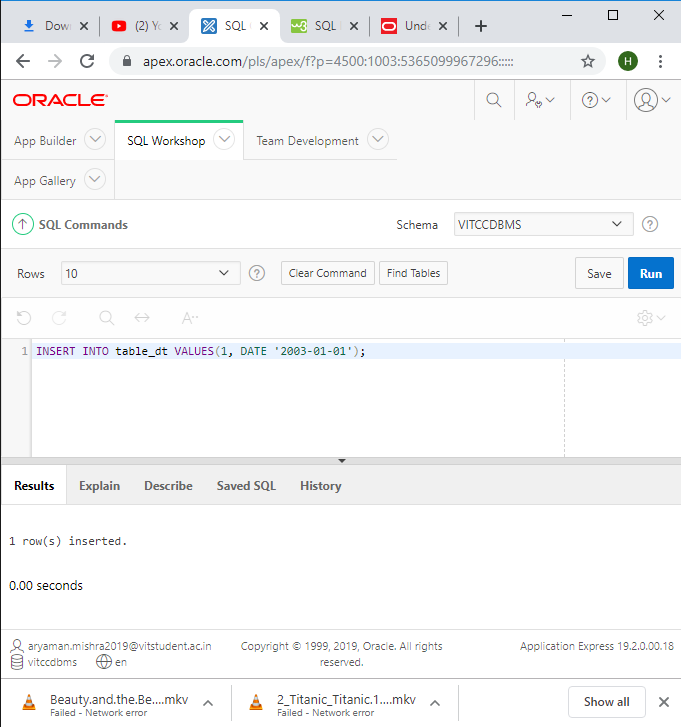 Down
(2) Yo
SQL
SQL
Unde
apex.oracle.com/pls/apex/f?p=4500:1003:5365099967296:::::
H
ORACLE
App Builder
SQL Workshop
Team Development
App Gallery
SQL Commands
Schema
VITCCDBMS
Rows
10
Clear Command
Find Tables
Save
Run
A··
1 INSERT INTO table_dt VALUES(1, DATE '2003-01-01');
Results
Explain
Describe
Saved SQL
History
1 row(s) inserted.
0.00 seconds
aryaman.mishra2019@vitstudent.ac.in
vitccdbms
en
Copyright © 1999, 2019, Oracle. All rights
reserved.
Application Express 19.2.0.00.18
Beauty.and.the.Be....mkv
Failed - Network error
2_Titanic_Titanic.1....mkv
Failed - Network error
Show all